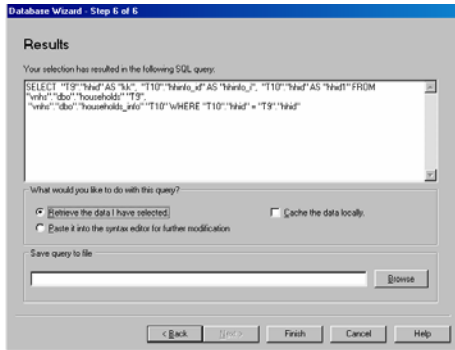 Database Wizard - Step 6 of 6
Results
Your selection has resulted in the following SQL query.
SELECT "T9"."hhid" AS "kk", "T10"."hhinfo_id" AS "hhinfo_i", "T10"."hhid" AS "hhid1" FROM
"vnhs"."dbo"."households" "T9",
"vnhs"."dbo"."households_info" "T10" WHERE "T10"."hhid" = "T9"."hhid"
What would you like to do with this query?
Retrieve the data I have selected.
Cache the data locally.
Paste it into the syntax editor for further modification
Save query to file
Browse
< Back
Next >
Finish
Cancel
Help